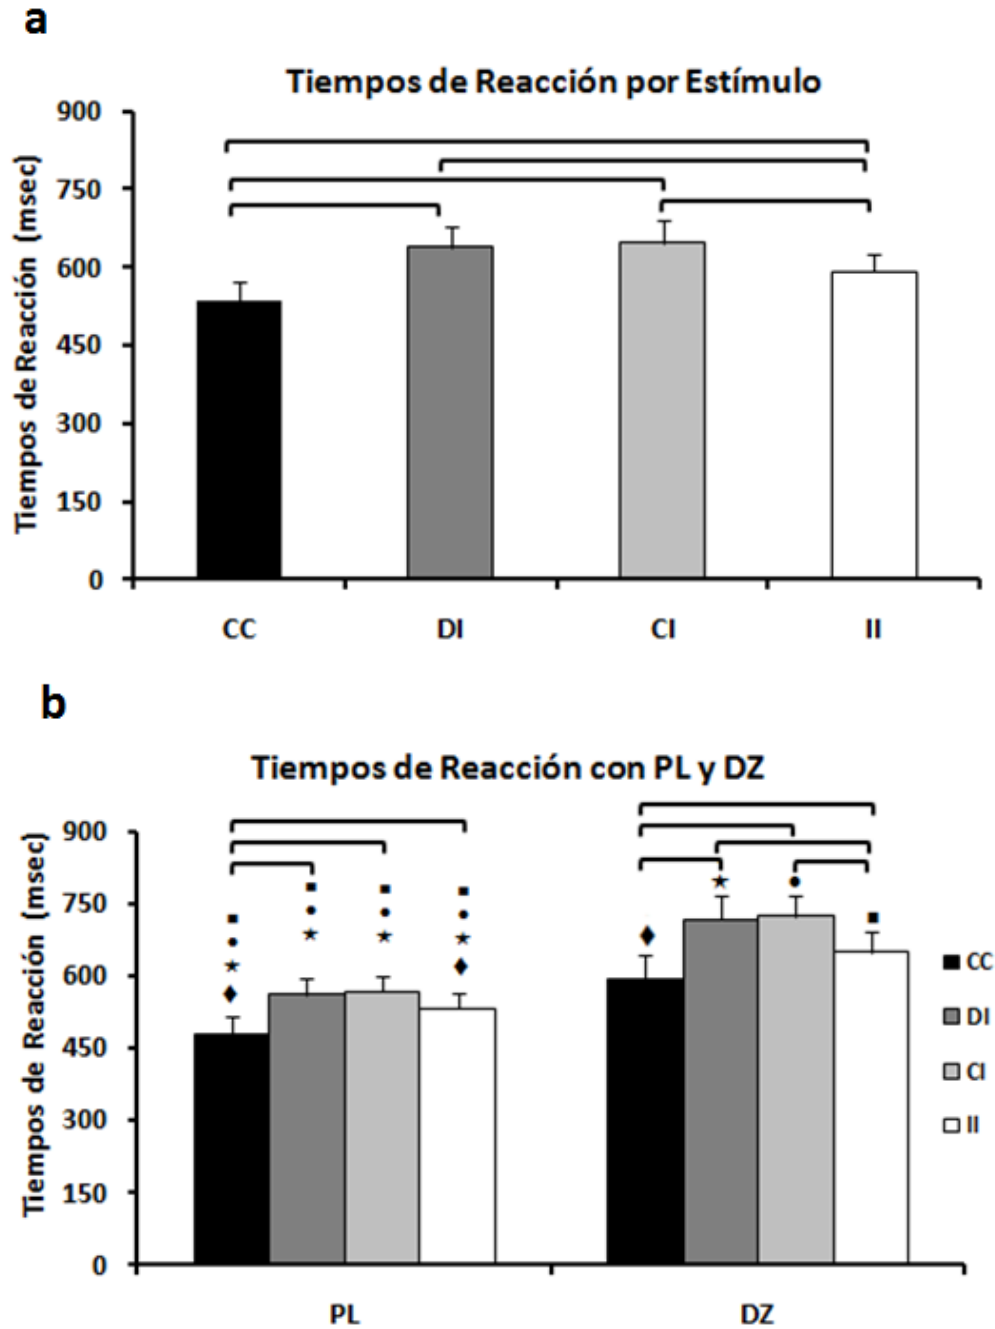 a
Tiempos de Reacción por Estímulo
Tiempos de Reacción (msec)
900
750
600
450
300
150
0
CC DI CI II
b
Tiempos de Reacción con PL y DZ
Tiempos de Reacción (msec)
900
750
600
450
300
150
0
PL DZ
CC
DI
CI
II